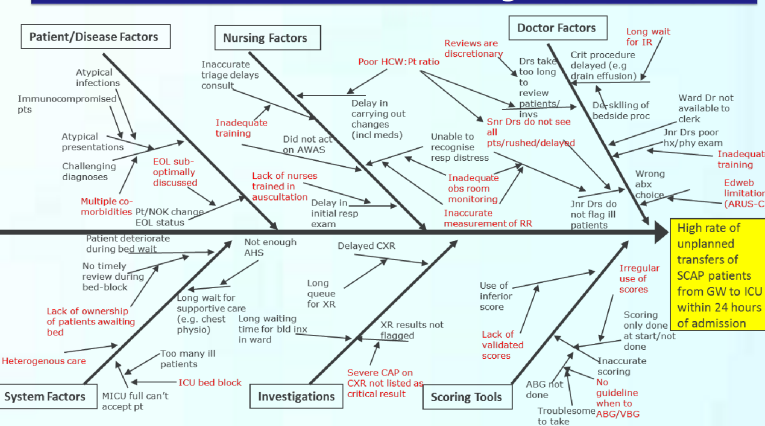 Patient/Disease Factors
Nursing Factors
Doctor Factors
Atypical
infections
Immunocompromised
pts
Atypical
presentations
Challenging
diagnoses
Multiple co-
morbidities
EOL sub-
optimally
discussed
Pt/NOK change
EOL status
Inaccurate
triage delays
consult
Inadequate
training
Poor HCW:Pt ratio
Delay in
carrying out
changes
(incl meds)
Did not act
on AWAS
Lack of nurses
trained in
auscultation
Delay in
initial resp
exam
Unable to
recognise
resp distress
Inadequate
obs room
monitoring
Inaccurate
measurement of RR
Reviews are
discretionary
Drs take
too long
to
review
patients/
invs
Snr Drs do not see
all
pts/rushed/delayed
Jnr Drs do
not flag ill
patients
Long wait
for IR
Crit procedure
delayed (e.g
drain effusion)
De-skilling of
bedside proc
Ward Dr not
available to
clerk
Jnr Drs poor
hx/phy exam
Wrong
abx
choice
Edweb
(ARUS-C
High rate of
unplanned
transfers of
SCAP patients
from GW to ICU
within 24 hours
of admission
Patient deteriorate
during bed wait
No timely
review during
bed-block
Lack of ownership
of patients awaiting
bed
Heterogenous care
Not enough
AHS
Long wait for
supportive care
(e.g. chest
physio)
Too many ill
patients
ICU bed block
MICU full can't
accept pt
System Factors
Delayed CXR
Long
queue
for XR
Long waiting
time for bld inx
in ward
XR results not
flagged
Severe CAP on
CXR not listed as
critical result
Investigations
Use of
inferior
score
Lack of
validated
scores
Irregular
use of
scores
Scoring
only done
at start/not
done
Inaccurate
scoring
ABG not
done
No
guideline
when to
ABG/VBG
Troublesome
to take
Scoring Tools